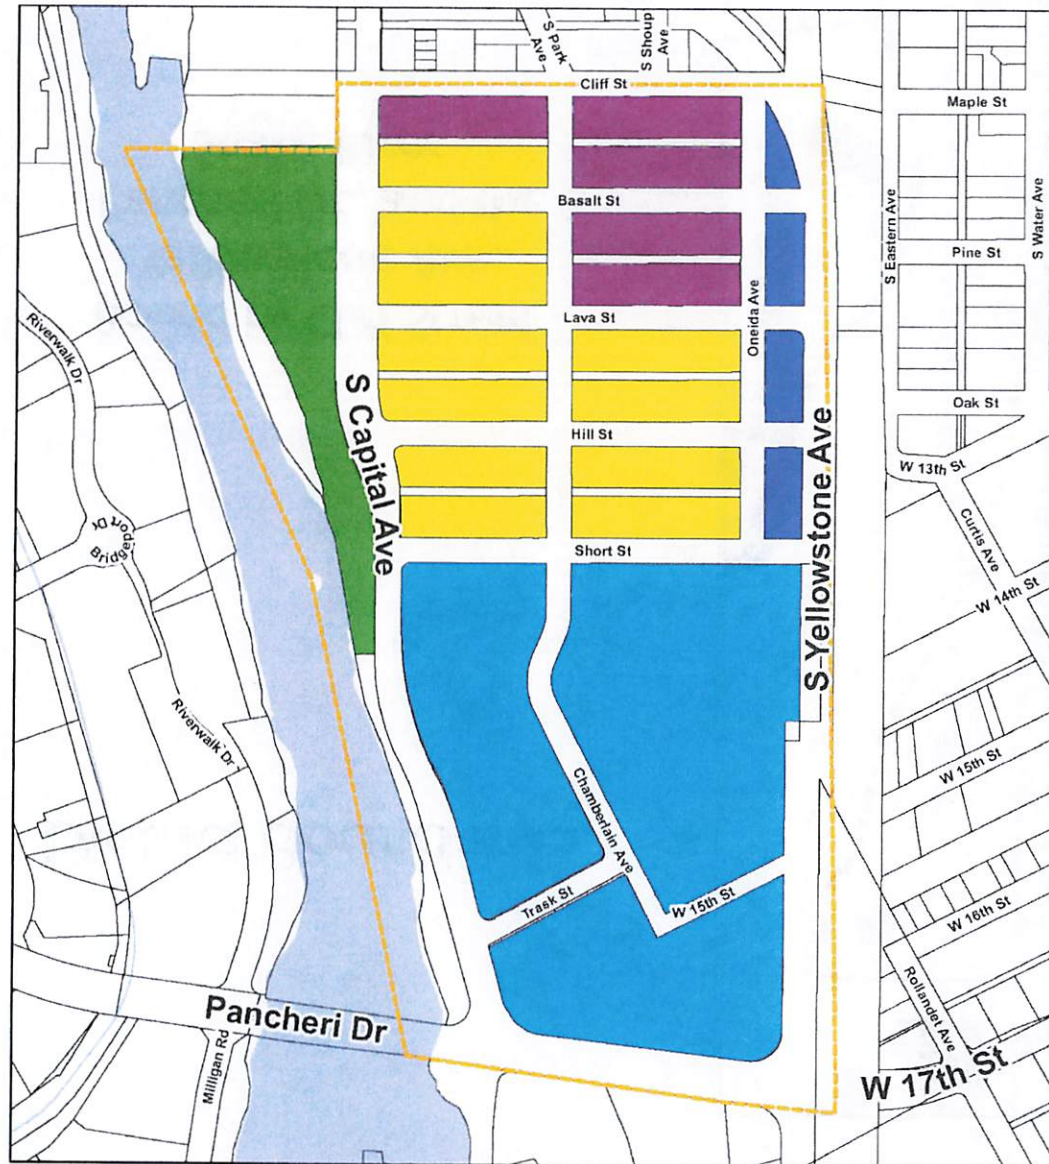 S Park
Ave
S Shoup
Ave
Cliff St
Maple St
Basalt St
S Eastern Ave
S Water Ave
Pine St
Riverwalk Dr
Lava St
Oneida Ave
S Capital Ave
Oak St
Hill St
S Yellowstone Ave
W 13th St
Curtis Ave
Bridgeport Dr
Short St
W 14th St
Riverwalk Dr
Chamberlain Ave
W 15th St
Trask St
W 15th St
W 16th St
Rollandet Ave
Pancheri Dr
Milligan Rd
W 17th St